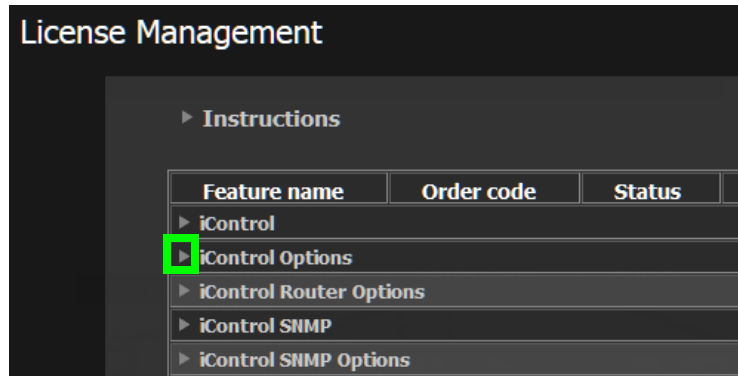 License Management
Instructions
Feature name Order code Status
iControl
iControl Options
iControl Router Options
iControl SNMP
iControl SNMP Options